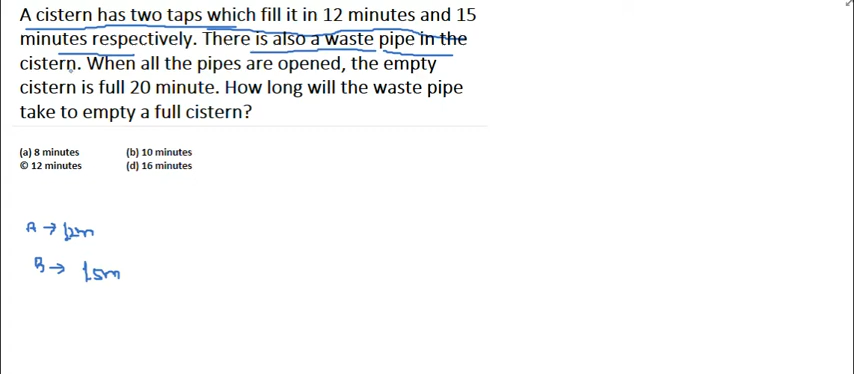 A cistern has two taps which fill it in 12 minutes and 15
minutes respectively. There is also a waste pipe in the
cistern. When all the pipes are opened, the empty
cistern is full 20 minute. How long will the waste pipe
take to empty a full cistern?
(a) 8 minutes (b) 10 minutes
© 12 minutes (d) 16 minutes
A → 12m
B → 15m